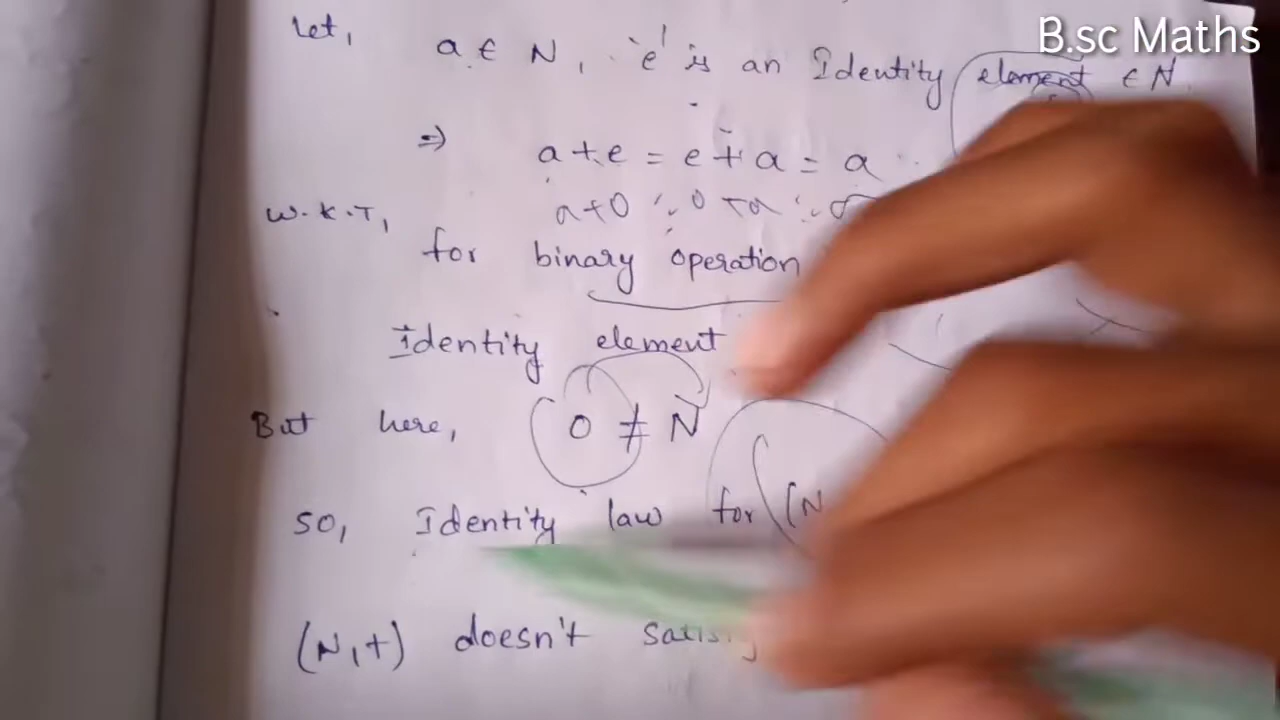 B.sc Maths
Let, a ∈ N, 'e' is an Identity element ∈ N.
⇒ a + e = e + a = a
a+0 = 0+a = a
W.K.T,
for binary operation
Identity element
But here, 0 ≠ N
So, Identity law for (N
(N,+) doesn't